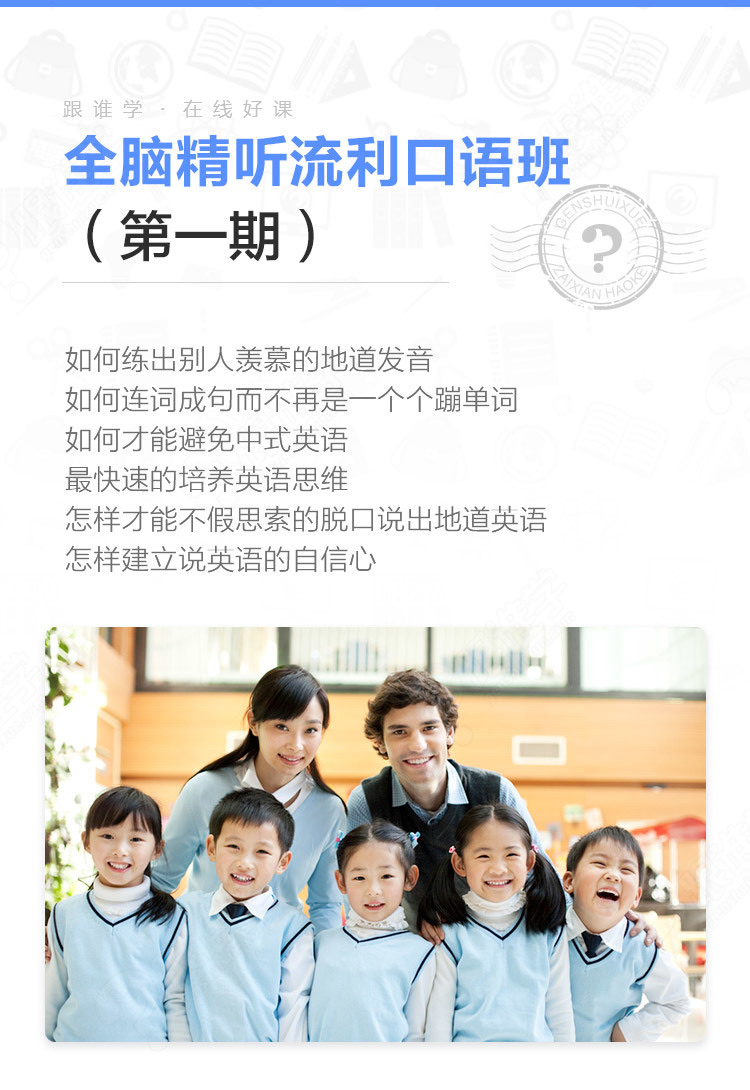 跟谁学·在线好课
全脑精听流利口语班
（第一期）
GENSHUIXUE
?
ZAIXIAN HAOKE
如何练出别人羡慕的地道发音
如何连词成句而不再是一个个蹦单词
如何才能避免中式英语
最快速的培养英语思维
怎样才能不假思索的脱口说出地道英语
怎样建立说英语的自信心